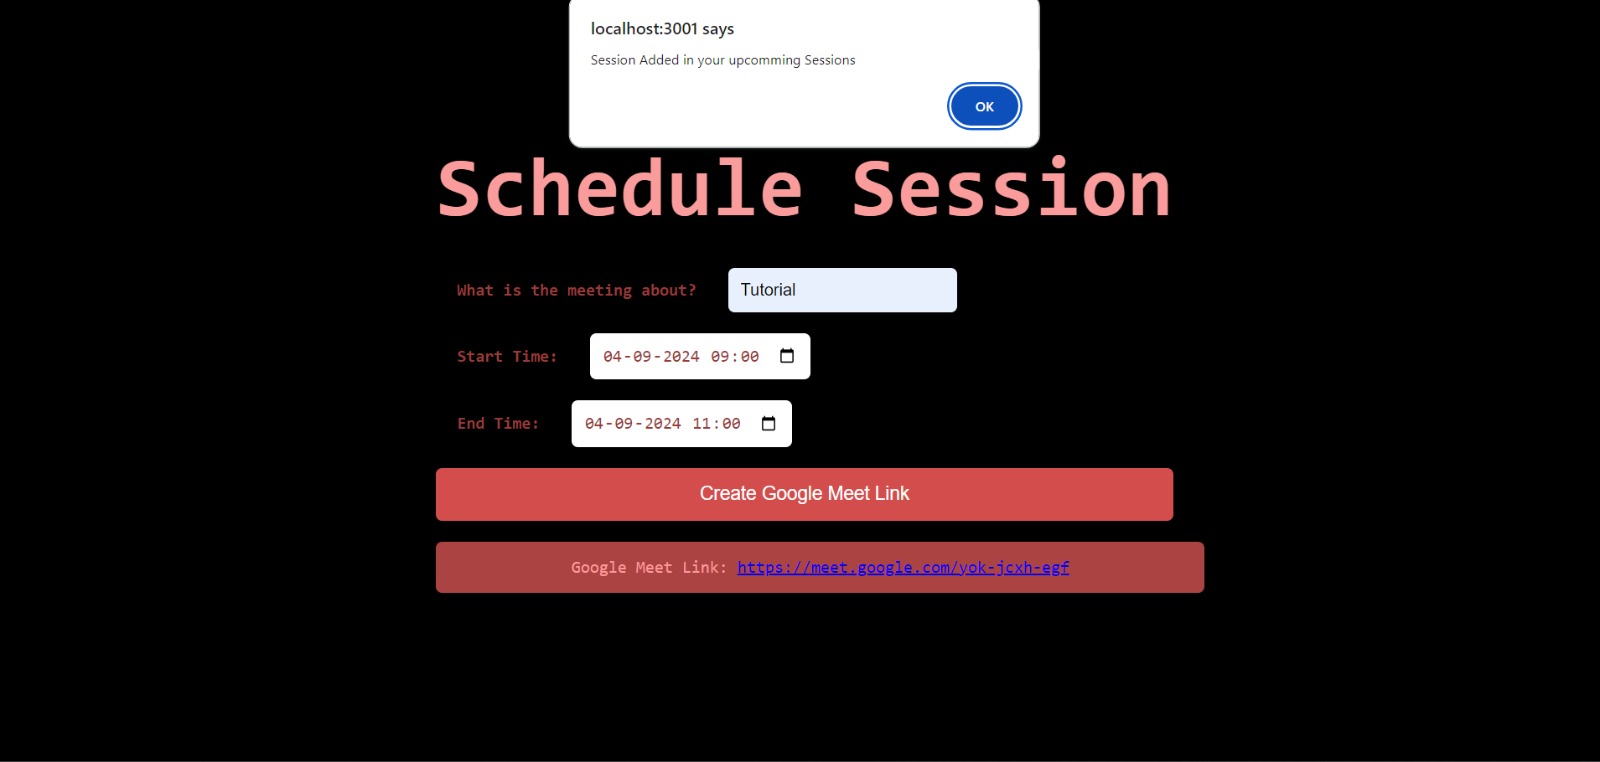 localhost:3001 says
Session Added in your upcomming Sessions
OK
Schedule Session
What is the meeting about? Tutorial
Start Time: 04-09-2024 09:00
End Time: 04-09-2024 11:00
Create Google Meet Link
Google Meet Link: https://meet.google.com/yok-jcxh-egf